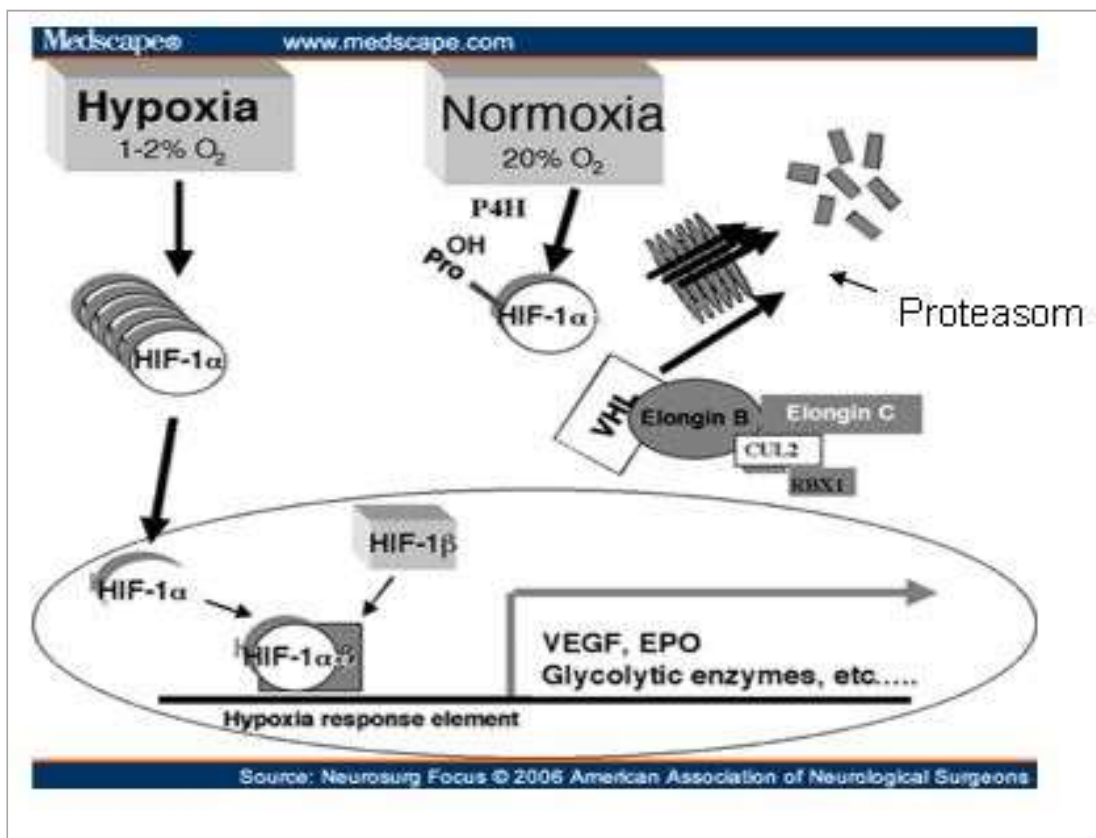 Medscape® www.medscape.com
Hypoxia
1-2% O₂
Normoxia
20% O₂
P4H
OH
Pro
HIF-1α
HIF-1α
Proteasom
VHL
Elongin B
Elongin C
CUL2
RBX1
HIF-1β
HIF-1α
HIF-1α
VEGF, EPO
Glycolytic enzymes, etc.....
Hypoxia response element
Source: Neurosurg Focus © 2006 American Association of Neurological Surgeons